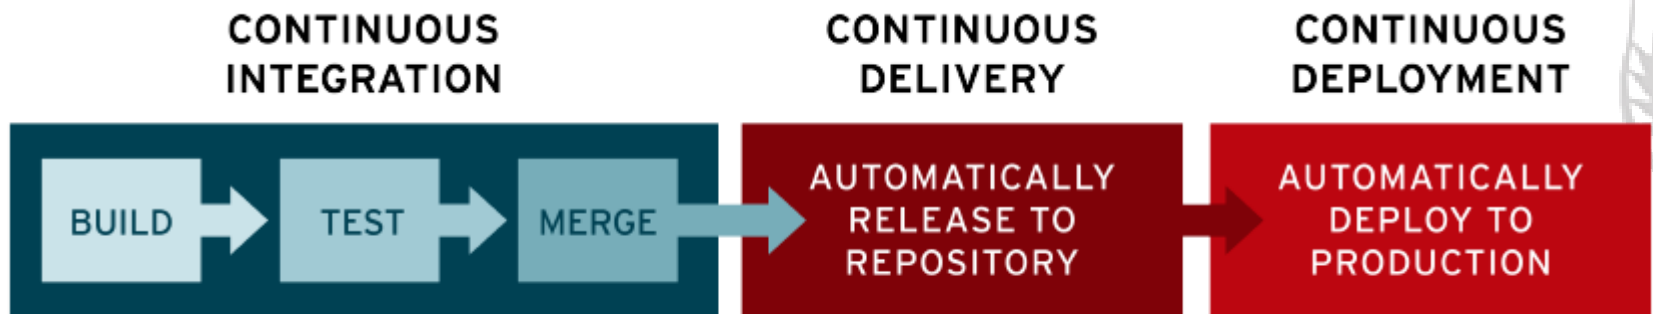 CONTINUOUS
INTEGRATION
BUILD
TEST
MERGE
CONTINUOUS
DELIVERY
AUTOMATICALLY
RELEASE TO
REPOSITORY
CONTINUOUS
DEPLOYMENT
AUTOMATICALLY
DEPLOY TO
PRODUCTION